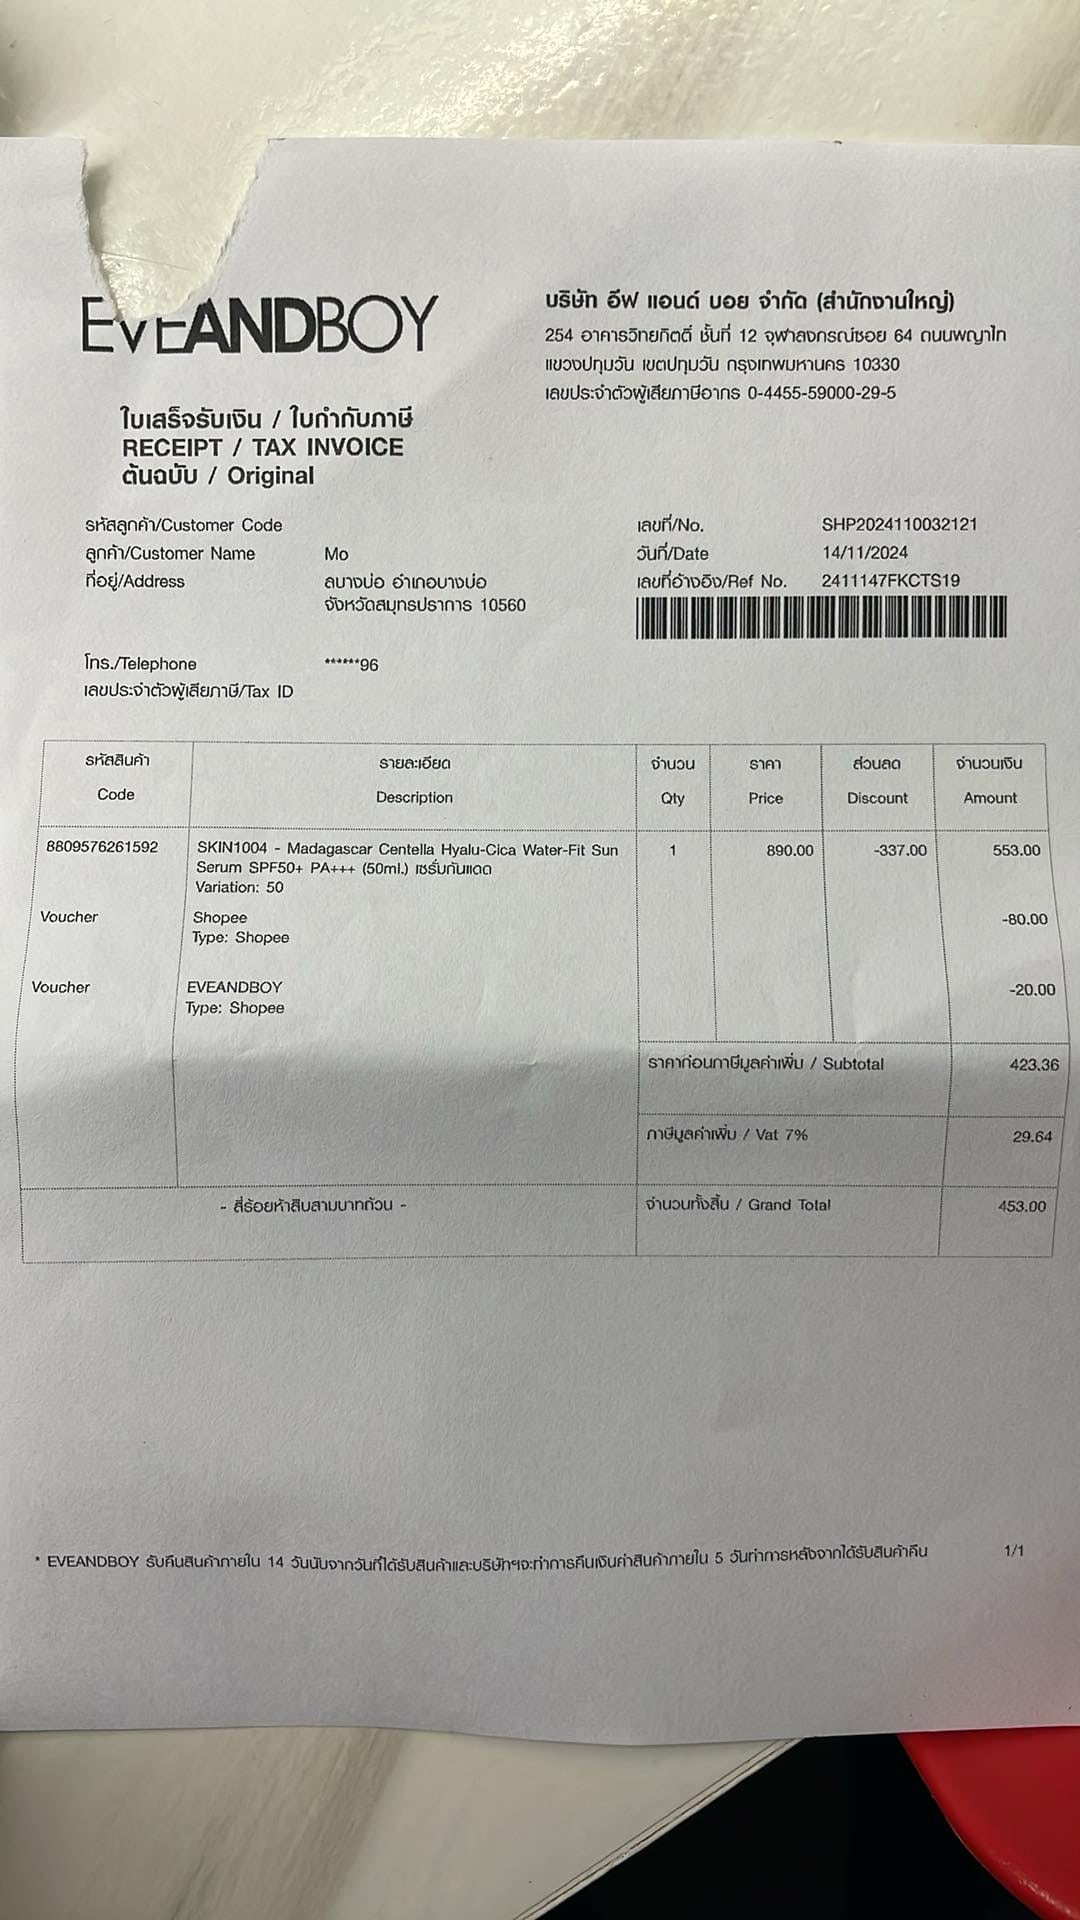 EVEANDBOY
บริษัท อีฟ แอนด์ บอย จำกัด (สำนักงานใหญ่)
254 อาคารวิทยกิตติ์ ชั้นที่ 12 จุฬาลงกรณ์ซอย 64 ถนนพญาไท
แขวงปทุมวัน เขตปทุมวัน กรุงเทพมหานคร 10330
เลขประจำตัวผู้เสียภาษีอากร 0-4455-59000-29-5
ใบเสร็จรับเงิน / ใบกำกับภาษี
RECEIPT / TAX INVOICE
ต้นฉบับ / Original
รหัสลูกค้า/Customer Code
ลูกค้า/Customer Name Mo
ที่อยู่/Address ลบางบ่อ อำเภอบางบ่อ
จังหวัดสมุทรปราการ 10560
โทร./Telephone ******96
เลขประจำตัวผู้เสียภาษี/Tax ID
เลขที่/No. SHP2024110032121
วันที่/Date 14/11/2024
เลขที่อ้างอิง/Ref No. 2411147FKCTS19
รหัสสินค้า รายละเอียด จำนวน ราคา ส่วนลด จำนวนเงิน
Code Description Qty Price Discount Amount
8809576261592 SKIN1004 - Madagascar Centella Hyalu-Cica Water-Fit Sun 1 890.00 -337.00 553.00
Serum SPF50+ PA+++ (50ml.) เซรั่มกันแดด
Variation: 50
Voucher Shopee -80.00
Type: Shopee
Voucher EVEANDBOY -20.00
Type: Shopee
ราคาก่อนภาษีมูลค่าเพิ่ม / Subtotal 423.36
ภาษีมูลค่าเพิ่ม / Vat 7% 29.64
- สี่ร้อยห้าสิบสามบาทถ้วน - จำนวนทั้งสิ้น / Grand Total 453.00
* EVEANDBOY รับคืนสินค้าภายใน 14 วันนับจากวันที่ได้รับสินค้าและบริษัทฯจะทำการคืนเงินค่าสินค้าภายใน 5 วันทำการหลังจากได้รับสินค้าคืน 1/1